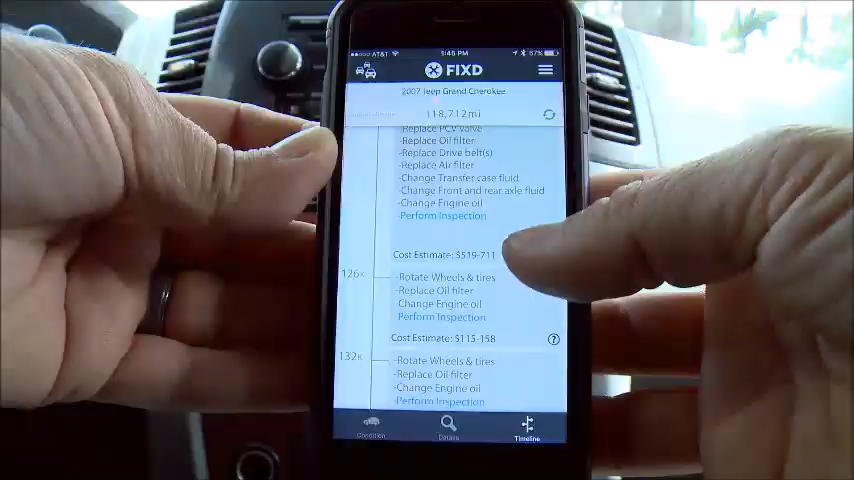 AT&T 1:45 PM 67%
FIXD
2007 Jeep Grand Cherokee
118,712mi
-Replace PCV valve
-Replace Oil filter
-Replace Drive belt(s)
-Replace Air filter
-Change Transfer case fluid
-Change Front and rear axle fluid
-Change Engine oil
Perform Inspection
Cost Estimate: $519-711
126K
-Rotate Wheels & tires
-Replace Oil filter
Change Engine oil
Perform Inspection
Cost Estimate: $115-158
?
132K
-Rotate Wheels & tires
-Replace Oil filter
-Change Engine oil
Perform Inspection
Condition Details Timeline